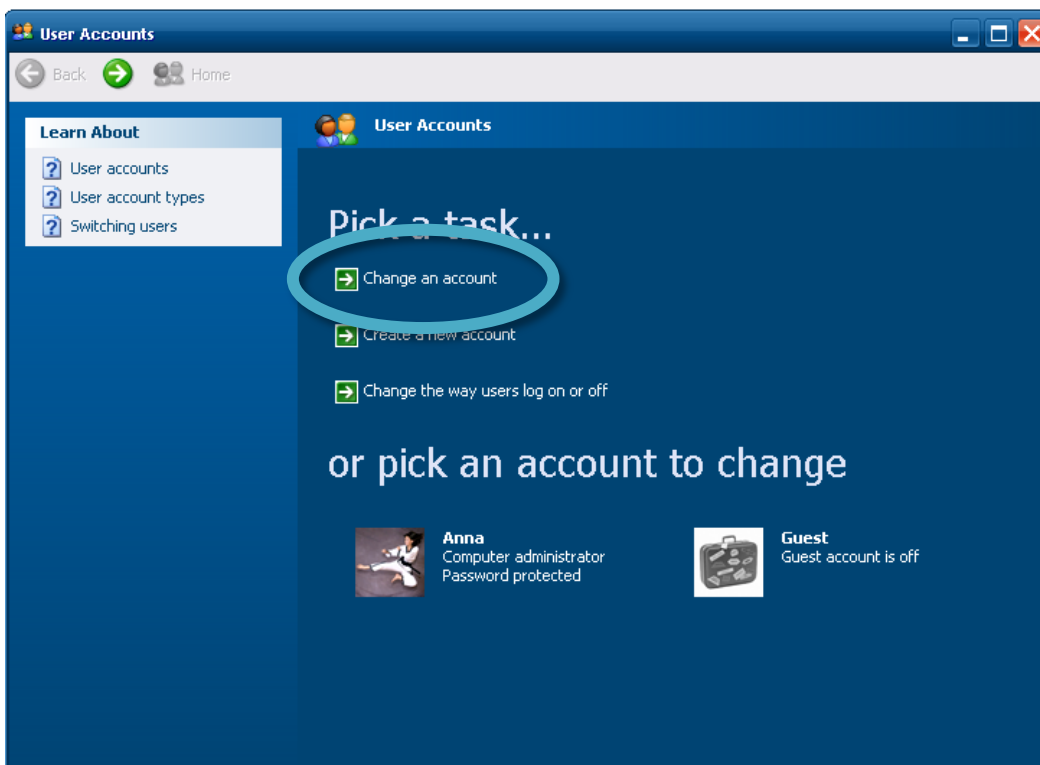 User Accounts
Back Home
Learn About
User accounts
User account types
Switching users
User Accounts
Pick a task...
Change an account
Create a new account
Change the way users log on or off
or pick an account to change
Anna
Computer administrator
Password protected
Guest
Guest account is off